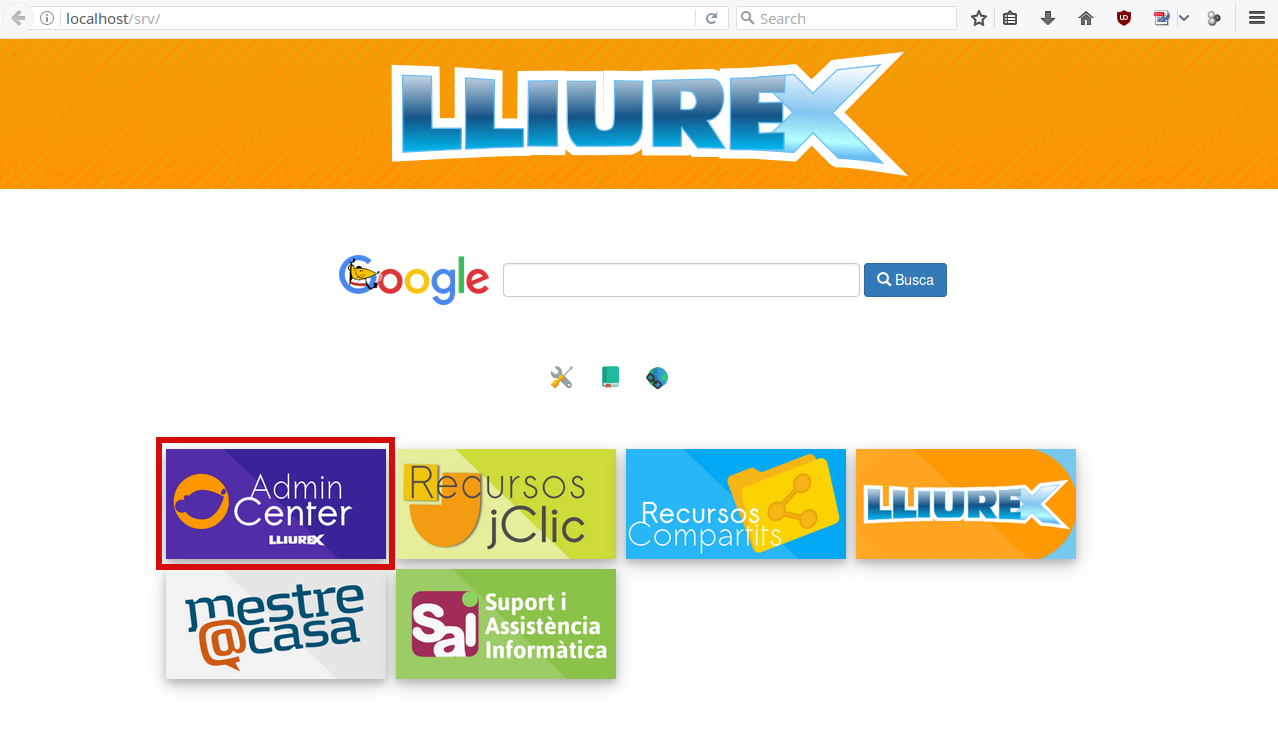 localhost/srv/
Search
LLIUREX
Google
Busca
Admin
Center
LLIUREX
Recursos
jClic
Recursos
Compartits
LLIUREX
mestre
@casa
sai
Suport i
Assistència
Informàtica